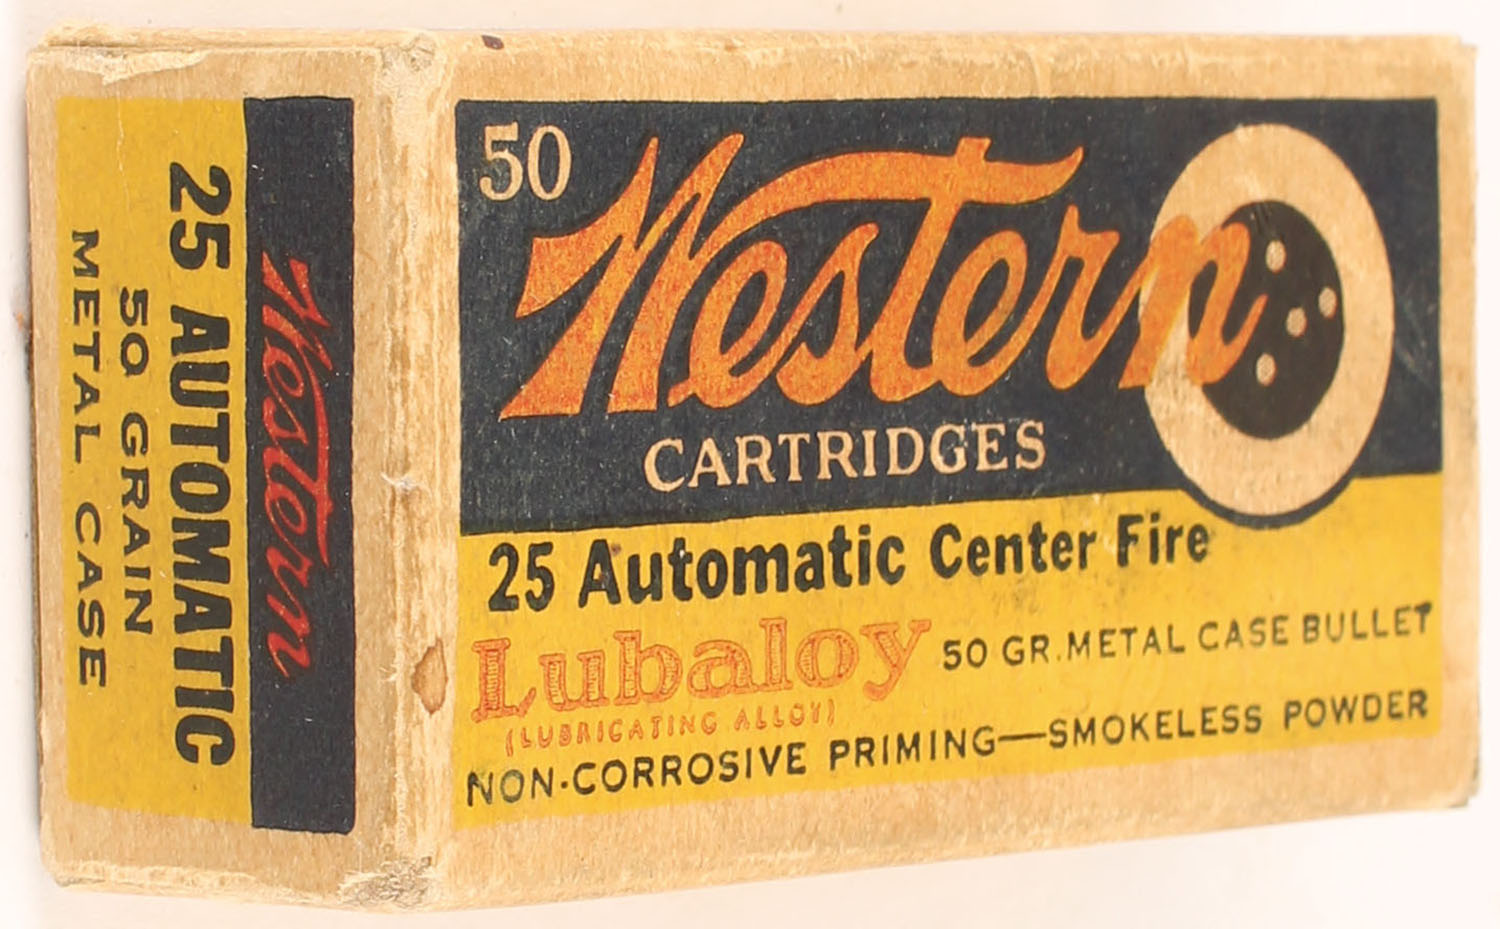 50
Western
CARTRIDGES
25 Automatic Center Fire
Lubaloy 50 GR. METAL CASE BULLET
(LUBRICATING ALLOY)
NON-CORROSIVE PRIMING—SMOKELESS POWDER
Western
25 AUTOMATIC
50 GRAIN
METAL CASE